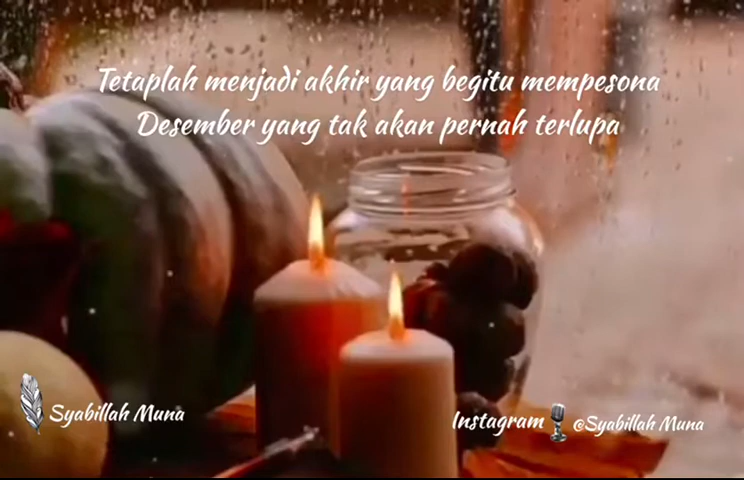 Tetaplah menjadi akhir yang begitu mempesona
Desember yang tak akan pernah terlupa
Syabillah Muna
Instagram @Syabillah Muna